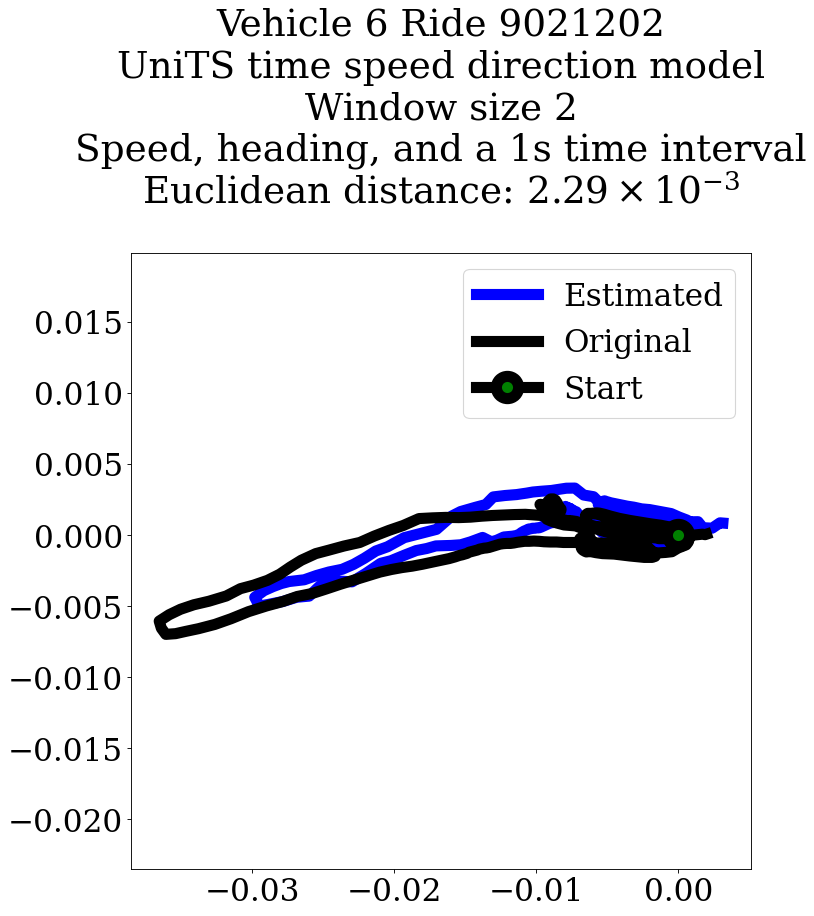 Vehicle 6 Ride 9021202
UniTS time speed direction model
Window size 2
Speed, heading, and a 1s time interval
Euclidean distance: 2.29 × 10⁻³
Estimated
Original
Start
0.015
0.010
0.005
0.000
−0.005
−0.010
−0.015
−0.020
−0.03 −0.02 −0.01 0.00